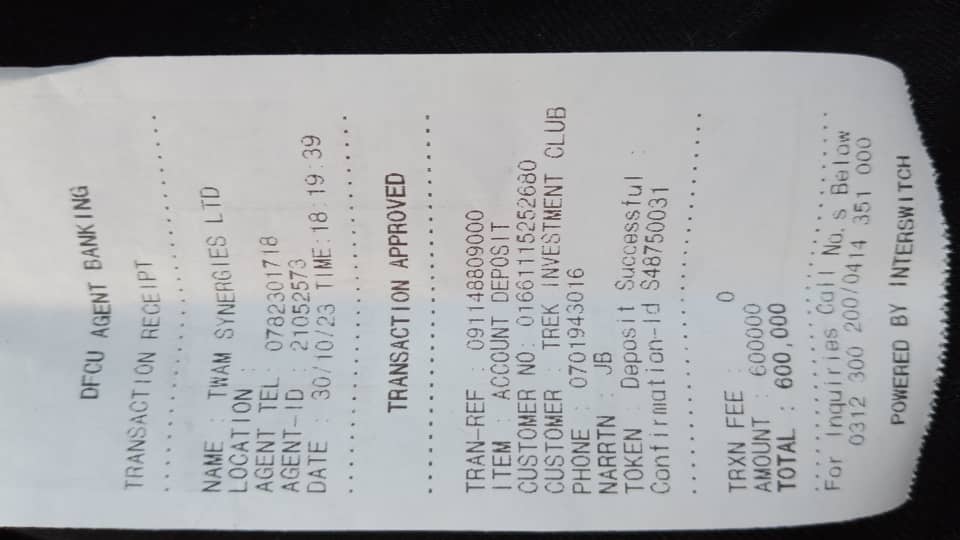 DFCU AGENT BANKING
TRANSACTION RECEIPT
NAME : TWAM SYNERGIES LTD
LOCATION :
AGENT TEL : 0782301718
AGENT-ID : 21052573
DATE : 30/10/23 TIME:18:19:39
TRANSACTION APPROVED
TRAN-REF : 091148809000
ITEM : ACCOUNT DEPOSIT
CUSTOMER NO: 01661115252680
CUSTOMER : TREK INVESTMENT CLUB
PHONE : 0701943016
NARRTN : JB
TOKEN : Deposit Successful :
Confirmation-Id S48750031
TRXN FEE : 0
AMOUNT : 600000
TOTAL : 600,000
For Inquiries Call No.s Below
0312 300 200/0414 351 000
POWERED BY INTERSWITCH